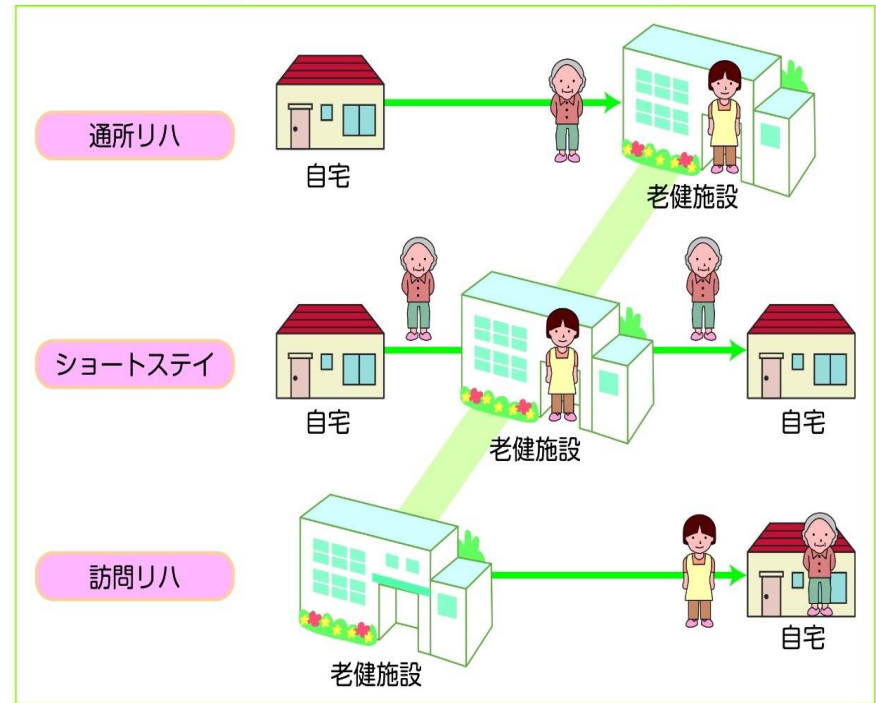 通所リハ
自宅
老健施設
ショートステイ
自宅
老健施設
自宅
訪問リハ
老健施設
自宅